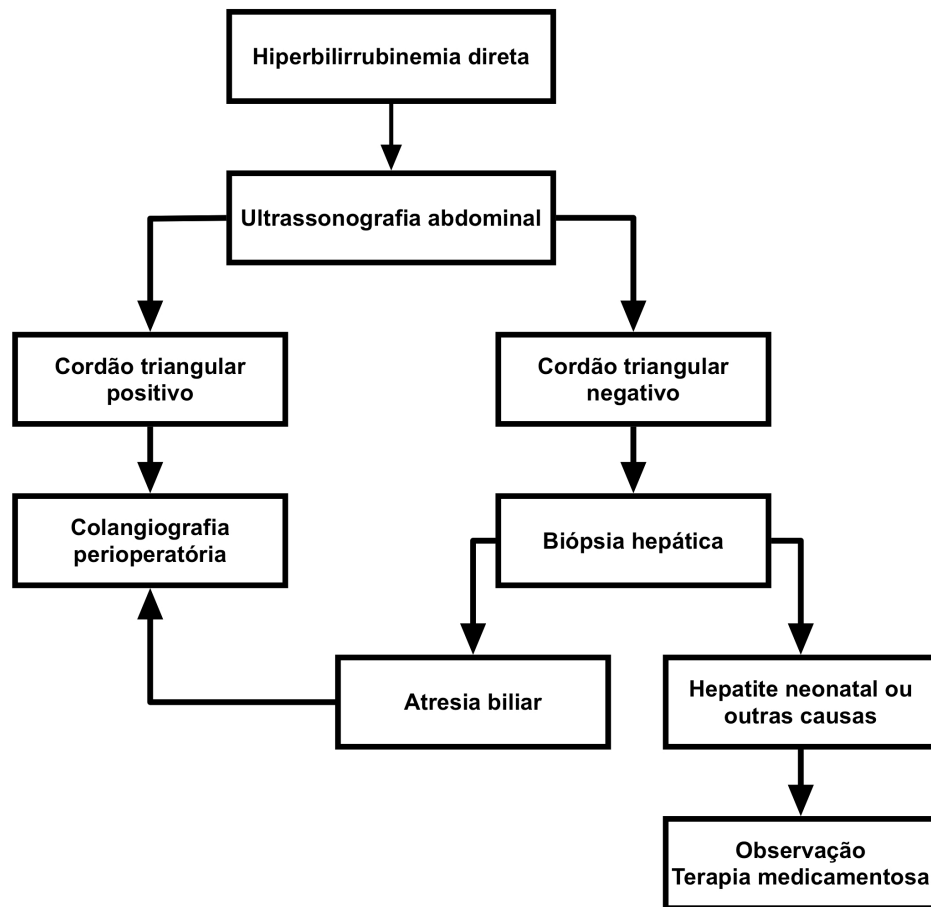 Hiperbilirrubinemia direta
Ultrassonografia abdominal
Cordão triangular
positivo
Cordão triangular
negativo
Colangiografia
perioperatória
Biópsia hepática
Atresia biliar
Hepatite neonatal ou
outras causas
Observação
Terapia medicamentosa